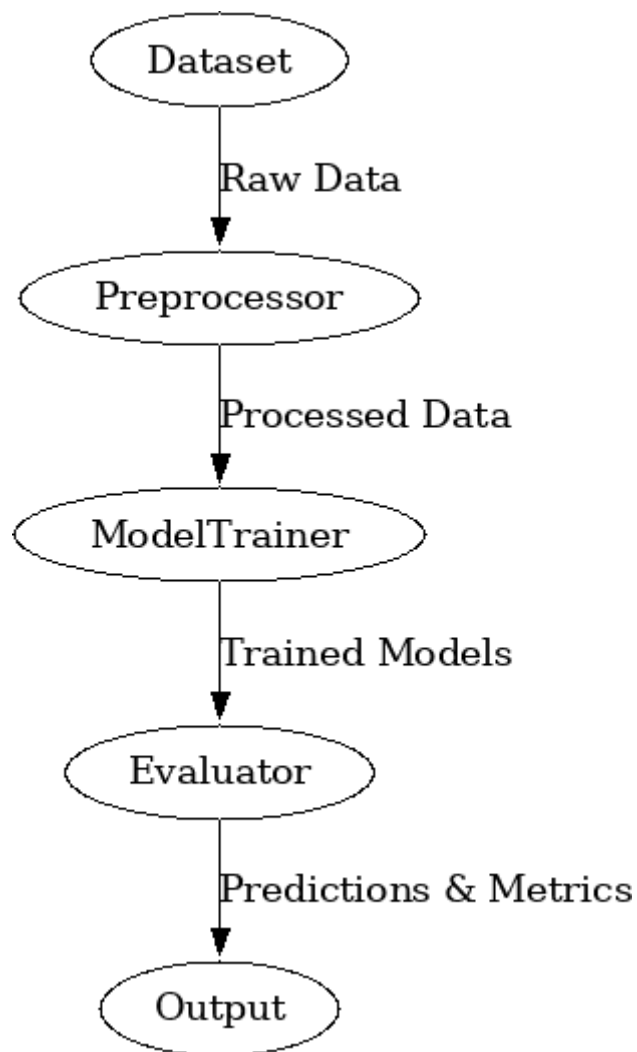 Dataset
Raw Data
Preprocessor
Processed Data
ModelTrainer
Trained Models
Evaluator
Predictions & Metrics
Output